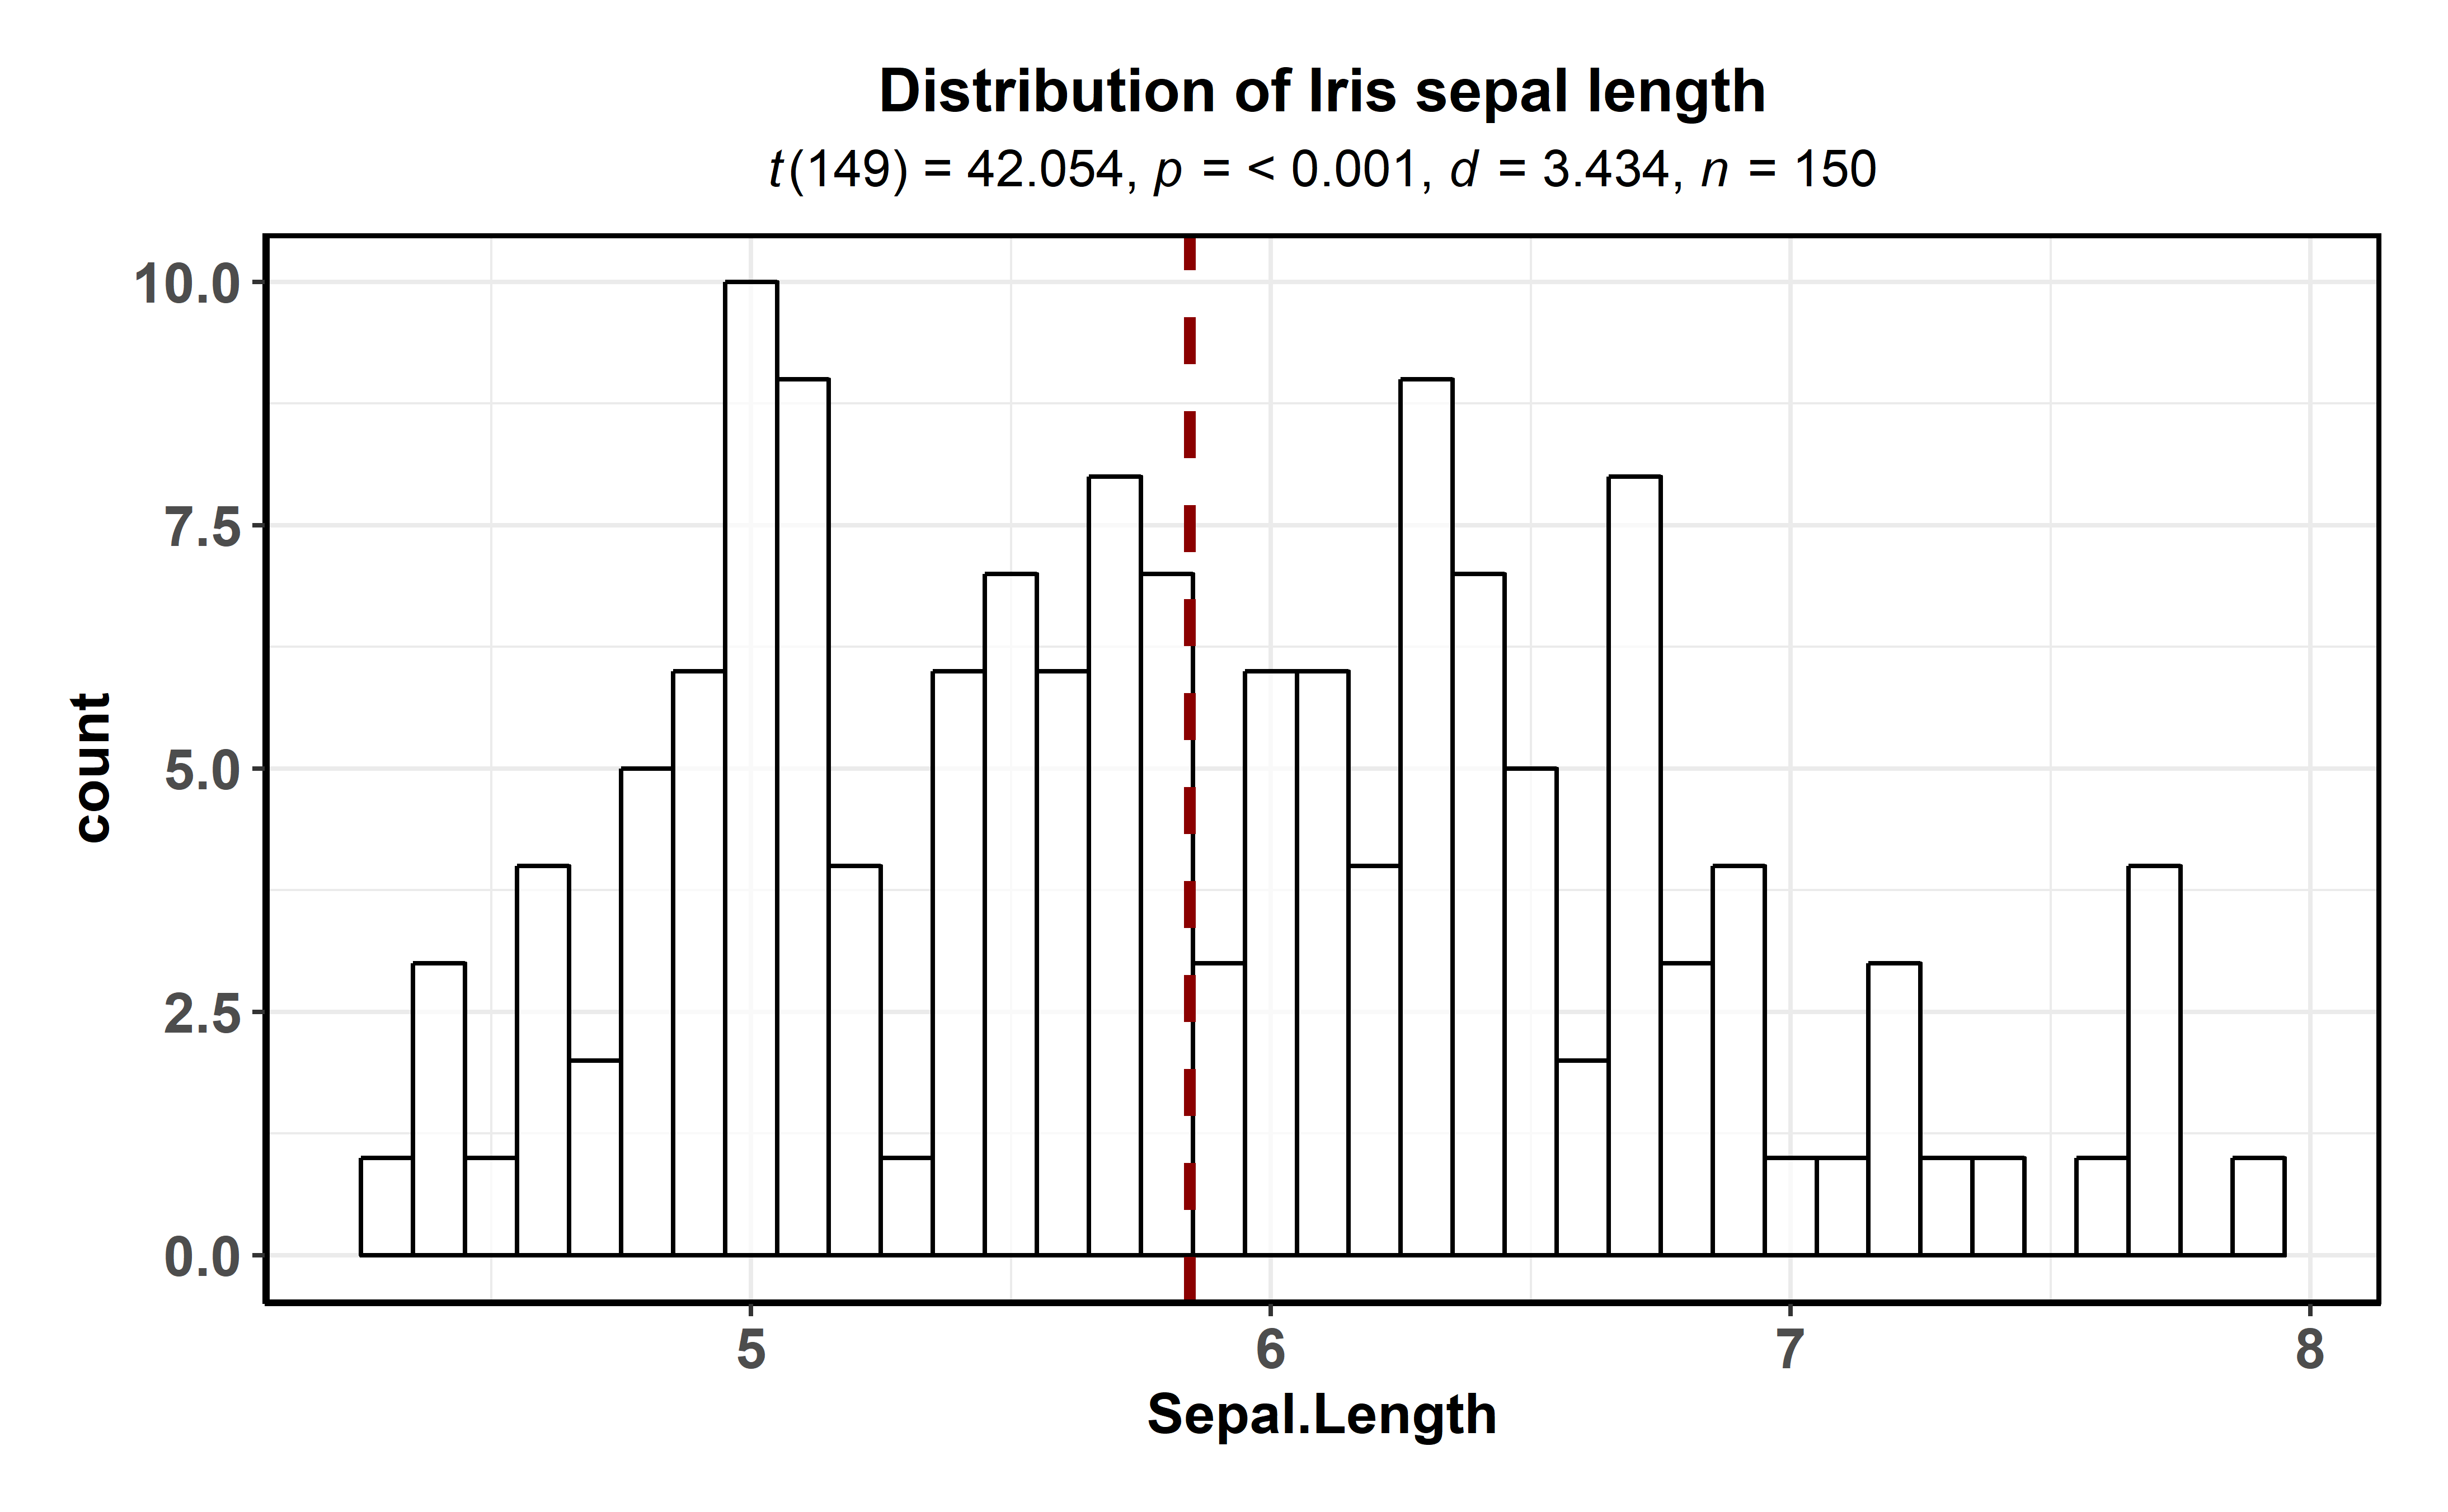 Distribution of Iris sepal length
t(149) = 42.054, p = < 0.001, d = 3.434, n = 150
10.0
7.5
5.0
2.5
0.0
count
5 6 7 8
Sepal.Length